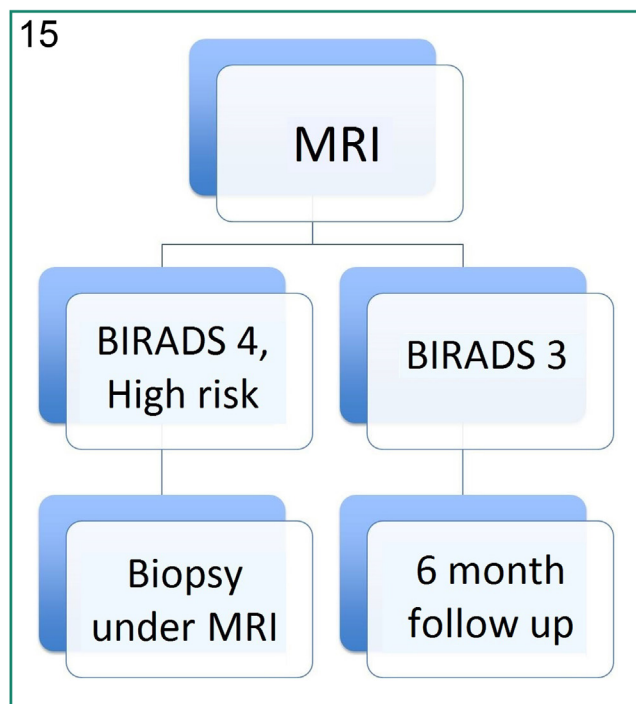 15
MRI
BIRADS 4,
High risk
BIRADS 3
Biopsy
under MRI
6 month
follow up